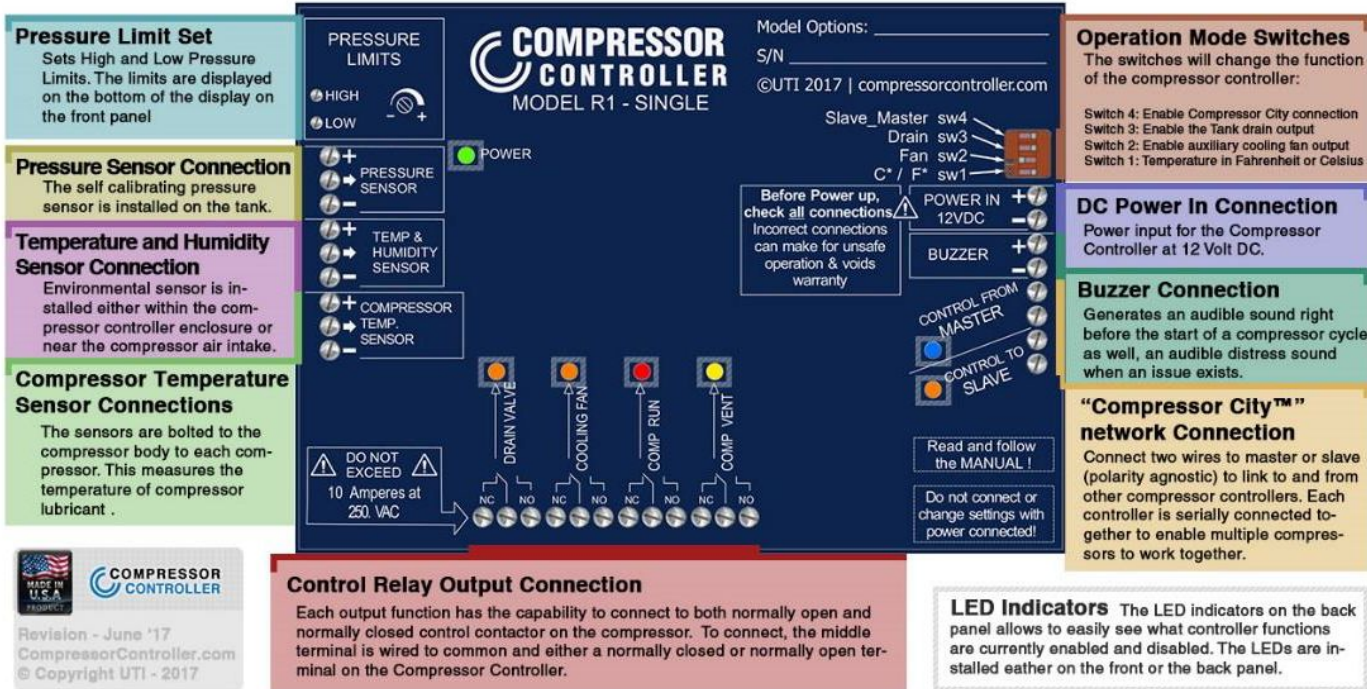 Pressure Limit Set
Sets High and Low Pressure
Limits. The limits are displayed
on the bottom of the display on
the front panel
Pressure Sensor Connection
The self calibrating pressure
sensor is installed on the tank.
Temperature and Humidity
Sensor Connection
Environmental sensor is in-
stalled either within the com-
pressor controller enclosure or
near the compressor air intake.
Compressor Temperature
Sensor Connections
The sensors are bolted to the
compressor body to each com-
pressor. This measures the
temperature of compressor
lubricant .
PRESSURE
LIMITS
HIGH
LOW
- +
COMPRESSOR
CONTROLLER
MODEL R1 - SINGLE
Model Options:
S/N
©UTI 2017 | compressorcontroller.com
POWER
+
PRESSURE
SENSOR
-
+
TEMP &
HUMIDITY
SENSOR
-
+
COMPRESSOR
TEMP.
SENSOR
-
Slave_Master sw4
Drain sw3
Fan sw2
C* / F* sw1
Before Power up,
check all connections
Incorrect connections
can make for unsafe
operation & voids
warranty
POWER IN +
12VDC -
BUZZER +
-
CONTROL FROM
MASTER
CONTROL TO
SLAVE
DRAIN VALVE
COOLING FAN
COMP RUN
COMP VENT
DO NOT
EXCEED
10 Amperes at
250. VAC
NC NO NC NO NC NO NC NO
Read and follow
the MANUAL !
Do not connect or
change settings with
power connected!
Operation Mode Switches
The switches will change the function
of the compressor controller:
Switch 4: Enable Compressor City connection
Switch 3: Enable the Tank drain output
Switch 2: Enable auxiliary cooling fan output
Switch 1: Temperature in Fahrenheit or Celsius
DC Power In Connection
Power input for the Compressor
Controller at 12 Volt DC.
Buzzer Connection
Generates an audible sound right
before the start of a compressor cycle
as well, an audible distress sound
when an issue exists.
“Compressor City™”
network Connection
Connect two wires to master or slave
(polarity agnostic) to link to and from
other compressor controllers. Each
controller is serially connected to-
gether to enable multiple compres-
sors to work together.
MADE IN
U.S.A
PRODUCT
COMPRESSOR
CONTROLLER
Revision - June '17
CompressorController.com
© Copyright UTI - 2017
Control Relay Output Connection
Each output function has the capability to connect to both normally open and
normally closed control contactor on the compressor. To connect, the middle
terminal is wired to common and either a normally closed or normally open ter-
minal on the Compressor Controller.
LED Indicators The LED indicators on the back
panel allows to easily see what controller functions
are currently enabled and disabled. The LEDs are in-
stalled eather on the front or the back panel.